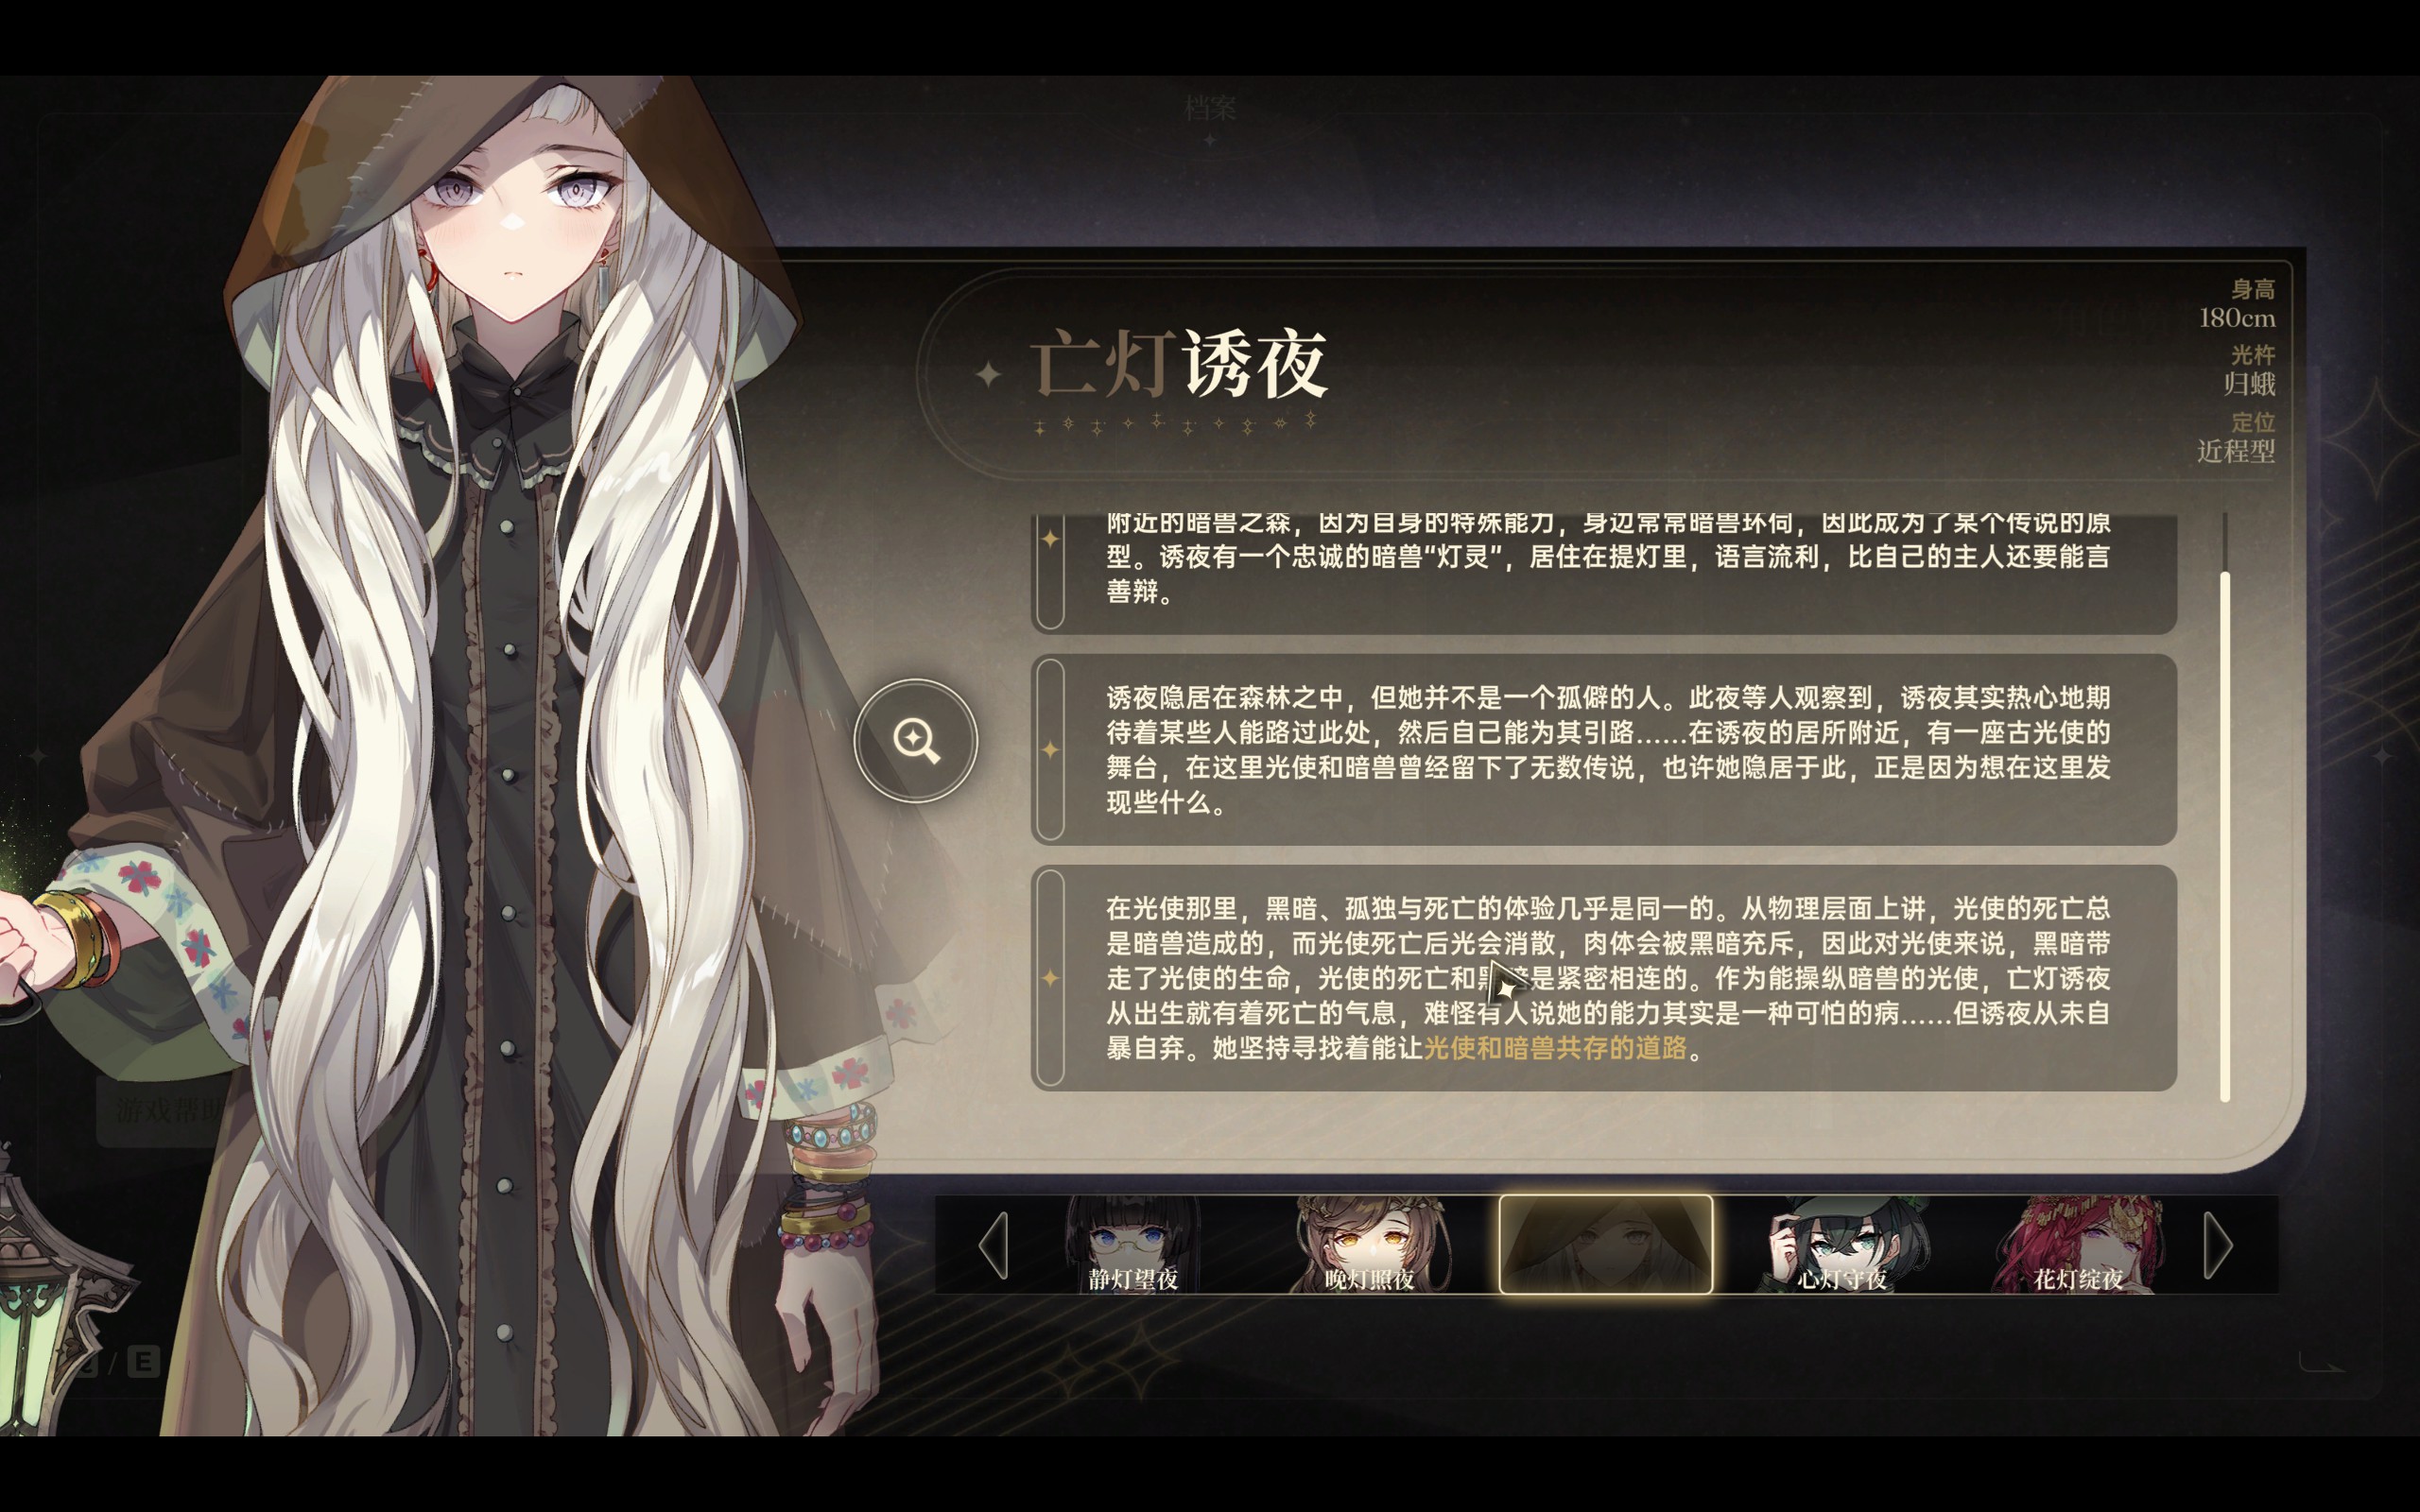 档案
亡灯诱夜
身高
180cm
光杵
归蛾
定位
近程型
附近的暗兽之森，因为自身的特殊能力，身边常常暗兽环伺，因此成为了某个传说的原
型。诱夜有一个忠诚的暗兽“灯灵”，居住在提灯里，语言流利，比自己的主人还要能言
善辩。
诱夜隐居在森林之中，但她并不是一个孤僻的人。此夜等人观察到，诱夜其实热心地期
待着某些人能路过此处，然后自己能为其引路……在诱夜的居所附近，有一座古光使的
舞台，在这里光使和暗兽曾经留下了无数传说，也许她隐居于此，正是因为想在这里发
现些什么。
在光使那里，黑暗、孤独与死亡的体验几乎是同一的。从物理层面上讲，光使的死亡总
是暗兽造成的，而光使死亡后光会消散，肉体会被黑暗充斥，因此对光使来说，黑暗带
走了光使的生命，光使的死亡和黑暗是紧密相连的。作为能操纵暗兽的光使，亡灯诱夜
从出生就有着死亡的气息，难怪有人说她的能力其实是一种可怕的病……但诱夜从未自
暴自弃。她坚持寻找着能让光使和暗兽共存的道路。
游戏帮助
静灯望夜
晚灯照夜
心灯守夜
花灯绽夜
/ E